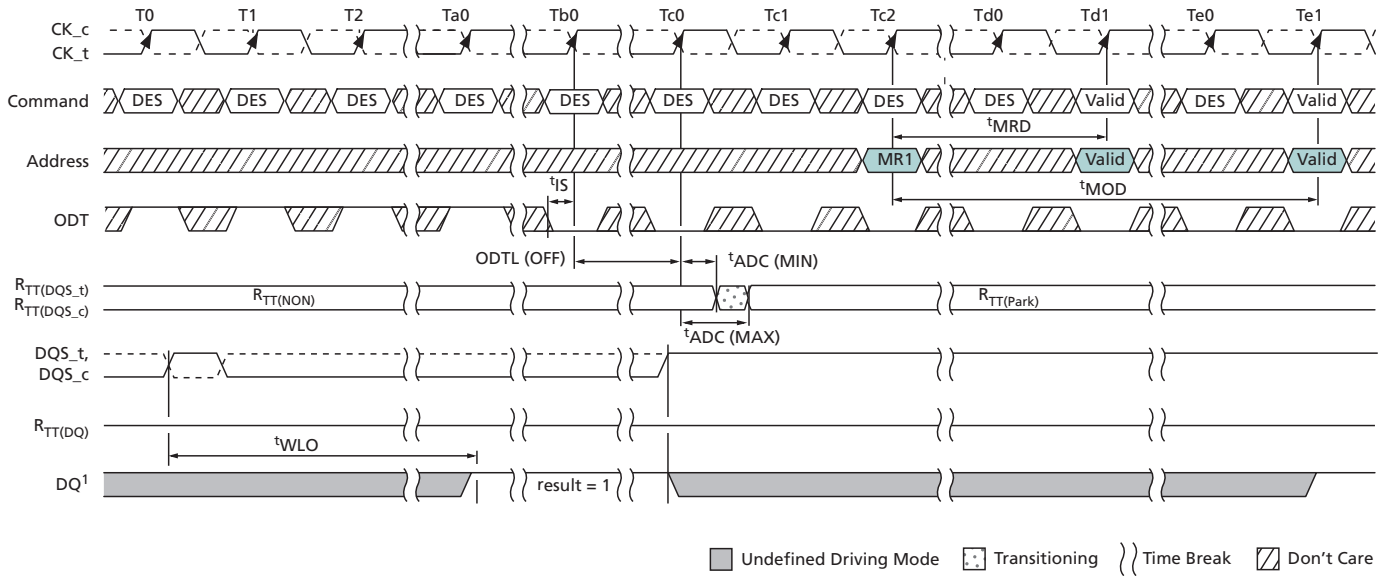 T0 T1 T2 Ta0 Tb0 Tc0 Tc1 Tc2 Td0 Td1 Te0 Te1
CK_c
CK_t
Command DES DES DES DES DES DES DES DES DES Valid DES Valid
tMRD
Address MR1 Valid Valid
tIS tMOD
ODT
ODTL (OFF) tADC (MIN)
RTT(DQS_t)
RTT(DQS_c) RTT(NON) RTT(Park)
tADC (MAX)
DQS_t,
DQS_c
RTT(DQ)
tWLO
DQ1 result = 1
Undefined Driving Mode Transitioning Time Break Don't Care